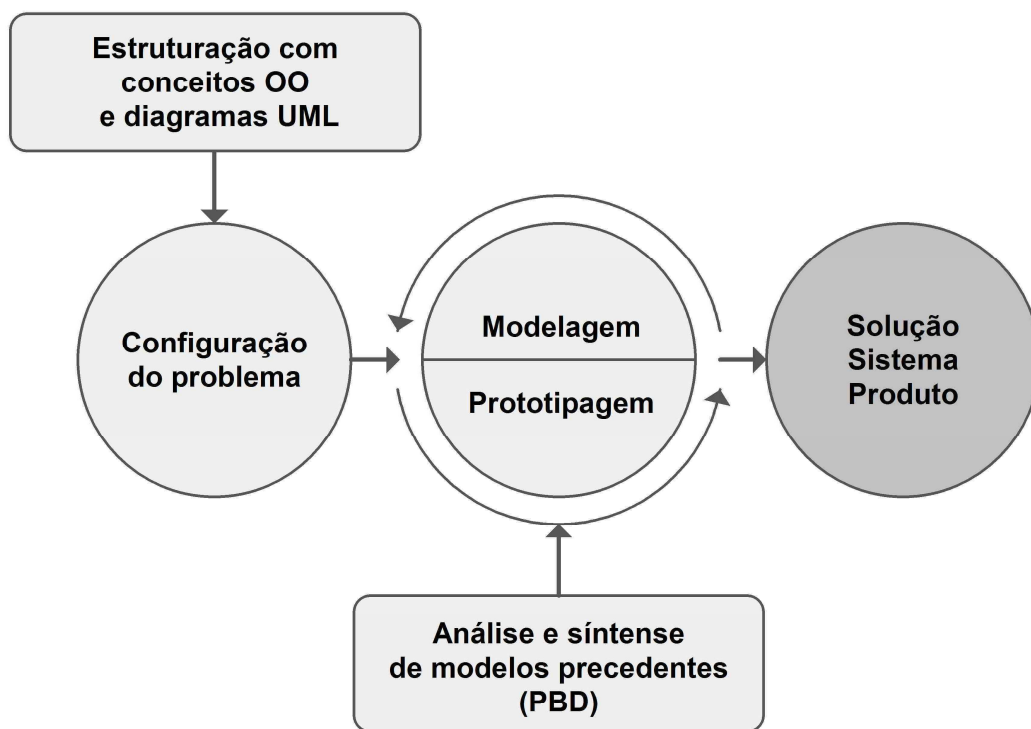 Estruturação com
conceitos OO
e diagramas UML
Configuração
do problema
Modelagem
Prototipagem
Solução
Sistema
Produto
Análise e síntense
de modelos precedentes
(PBD)